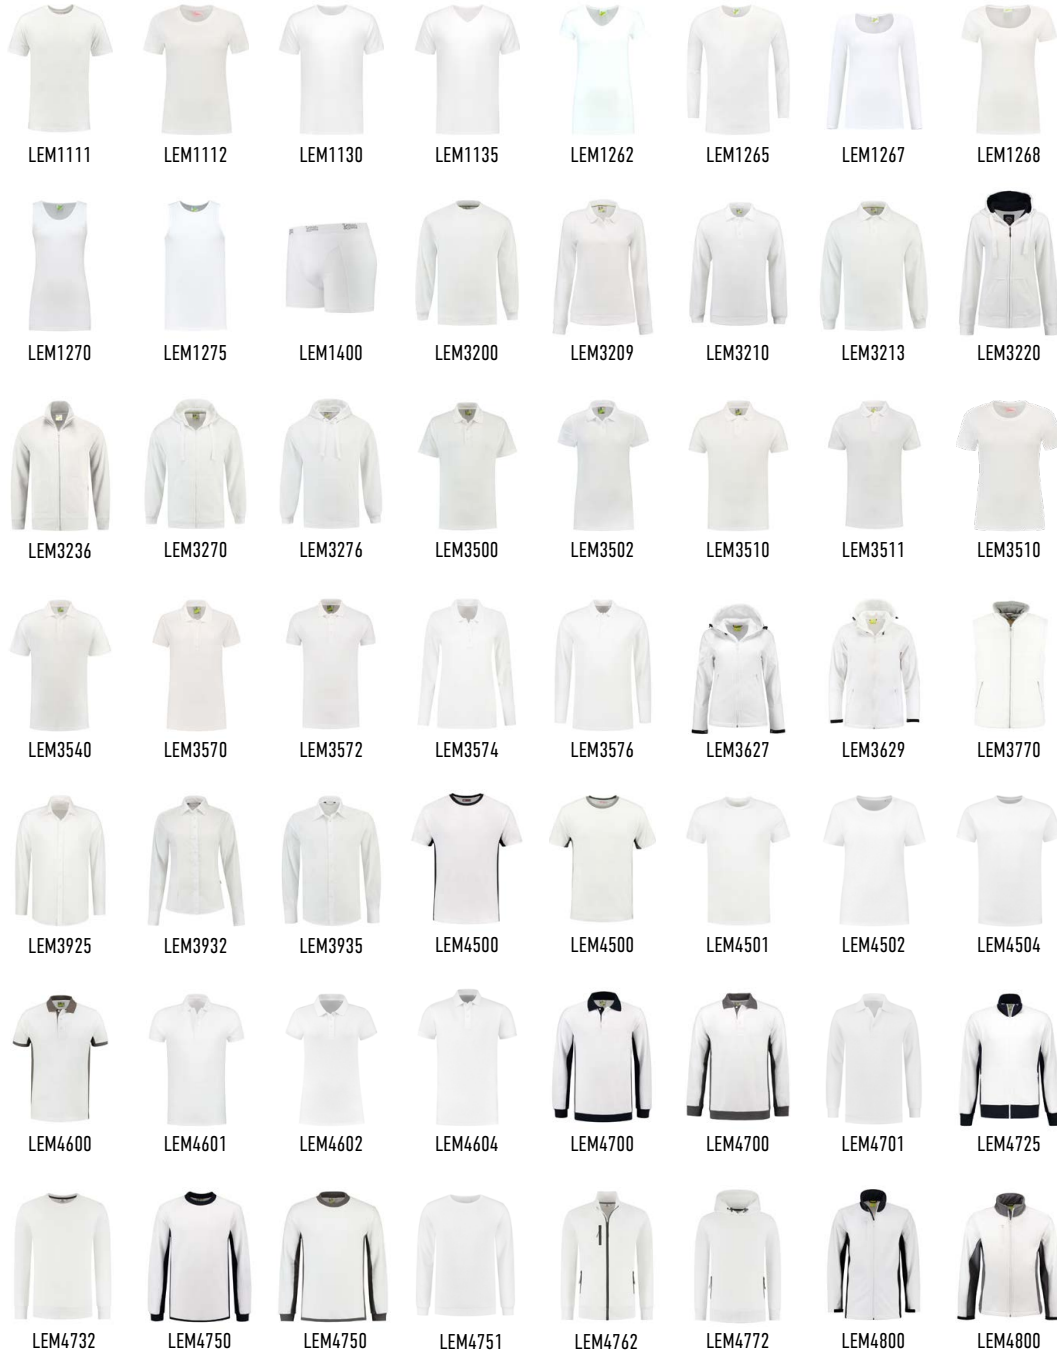 LEM1111 LEM1112 LEM1130 LEM1135 LEM1262 LEM1265 LEM1267 LEM1268
LEM1270 LEM1275 LEM1400 LEM3200 LEM3209 LEM3210 LEM3213 LEM3220
LEM3236 LEM3270 LEM3276 LEM3500 LEM3502 LEM3510 LEM3511 LEM3510
LEM3540 LEM3570 LEM3572 LEM3574 LEM3576 LEM3627 LEM3629 LEM3770
LEM3925 LEM3932 LEM3935 LEM4500 LEM4500 LEM4501 LEM4502 LEM4504
LEM4600 LEM4601 LEM4602 LEM4604 LEM4700 LEM4700 LEM4701 LEM4725
LEM4732 LEM4750 LEM4750 LEM4751 LEM4762 LEM4772 LEM4800 LEM4800